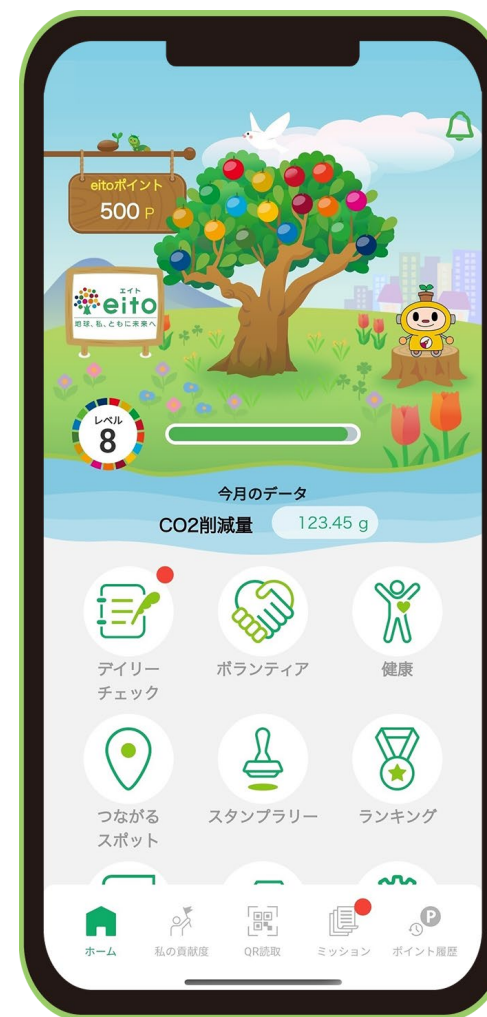 eitoポイント
500 P
エイト
eito
地球、私、ともに未来へ
レベル
8
今月のデータ
CO2削減量 123.45 g
デイリー
チェック
ボランティア
健康
つながる
スポット
スタンプラリー
ランキング
ホーム
私の貢献度
QR読取
ミッション
P
ポイント履歴